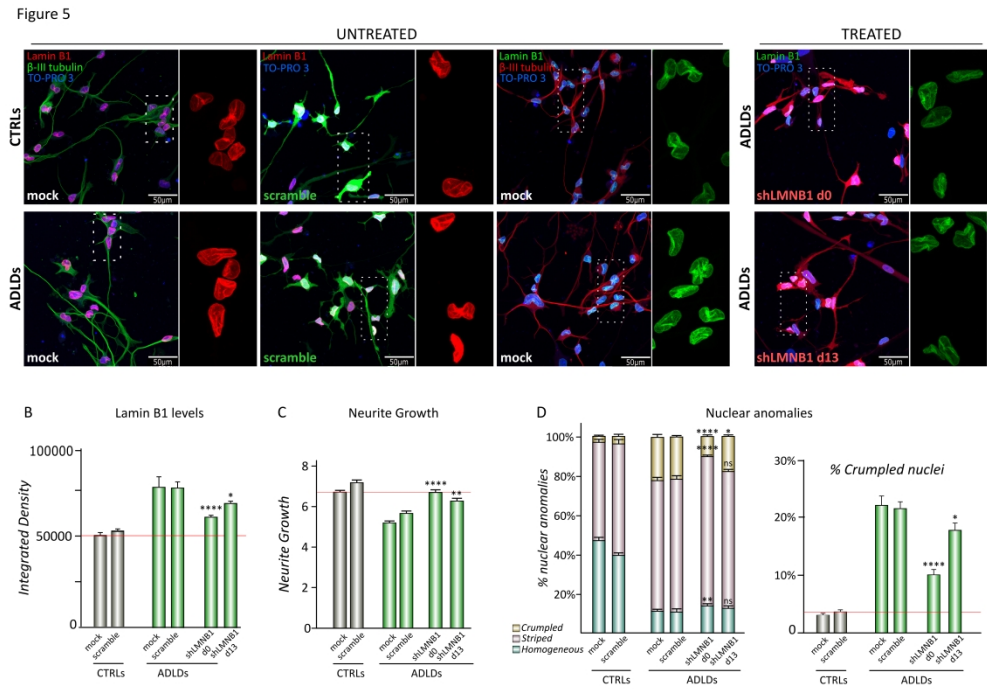 Figure 5
UNTREATED
TREATED
CTRLs
Lamin B1
β-III tubulin
TO-PRO 3
mock
50µm
Lamin B1
TO-PRO 3
scramble
50µm
Lamin B1
β-III tubulin
TO-PRO 3
mock
50µm
ADLDs
Lamin B1
TO-PRO 3
shLMNB1 d0
50µm
ADLDs
mock
50µm
scramble
50µm
mock
50µm
ADLDs
shLMNB1 d13
50µm
B
Lamin B1 levels
Integrated Density
100000
50000
0
****
*
mock
scramble
mock
scramble
shLMNB1
d0
shLMNB1
d13
CTRLs
ADLDs
C
Neurite Growth
Neurite Growth
8
6
4
2
0
****
**
mock
scramble
mock
scramble
shLMNB1
d0
shLMNB1
d13
CTRLs
ADLDs
D
Nuclear anomalies
% nuclear anomalies
100%
80%
60%
40%
20%
****
****
*
ns
**
ns
Crumpled
Striped
Homogeneous
mock
scramble
mock
scramble
shLMNB1
d0
shLMNB1
d13
CTRLs
ADLDs
% Crumpled nuclei
30%
20%
10%
****
*
mock
scramble
mock
scramble
shLMNB1
d0
shLMNB1
d13
CTRLs
ADLDs